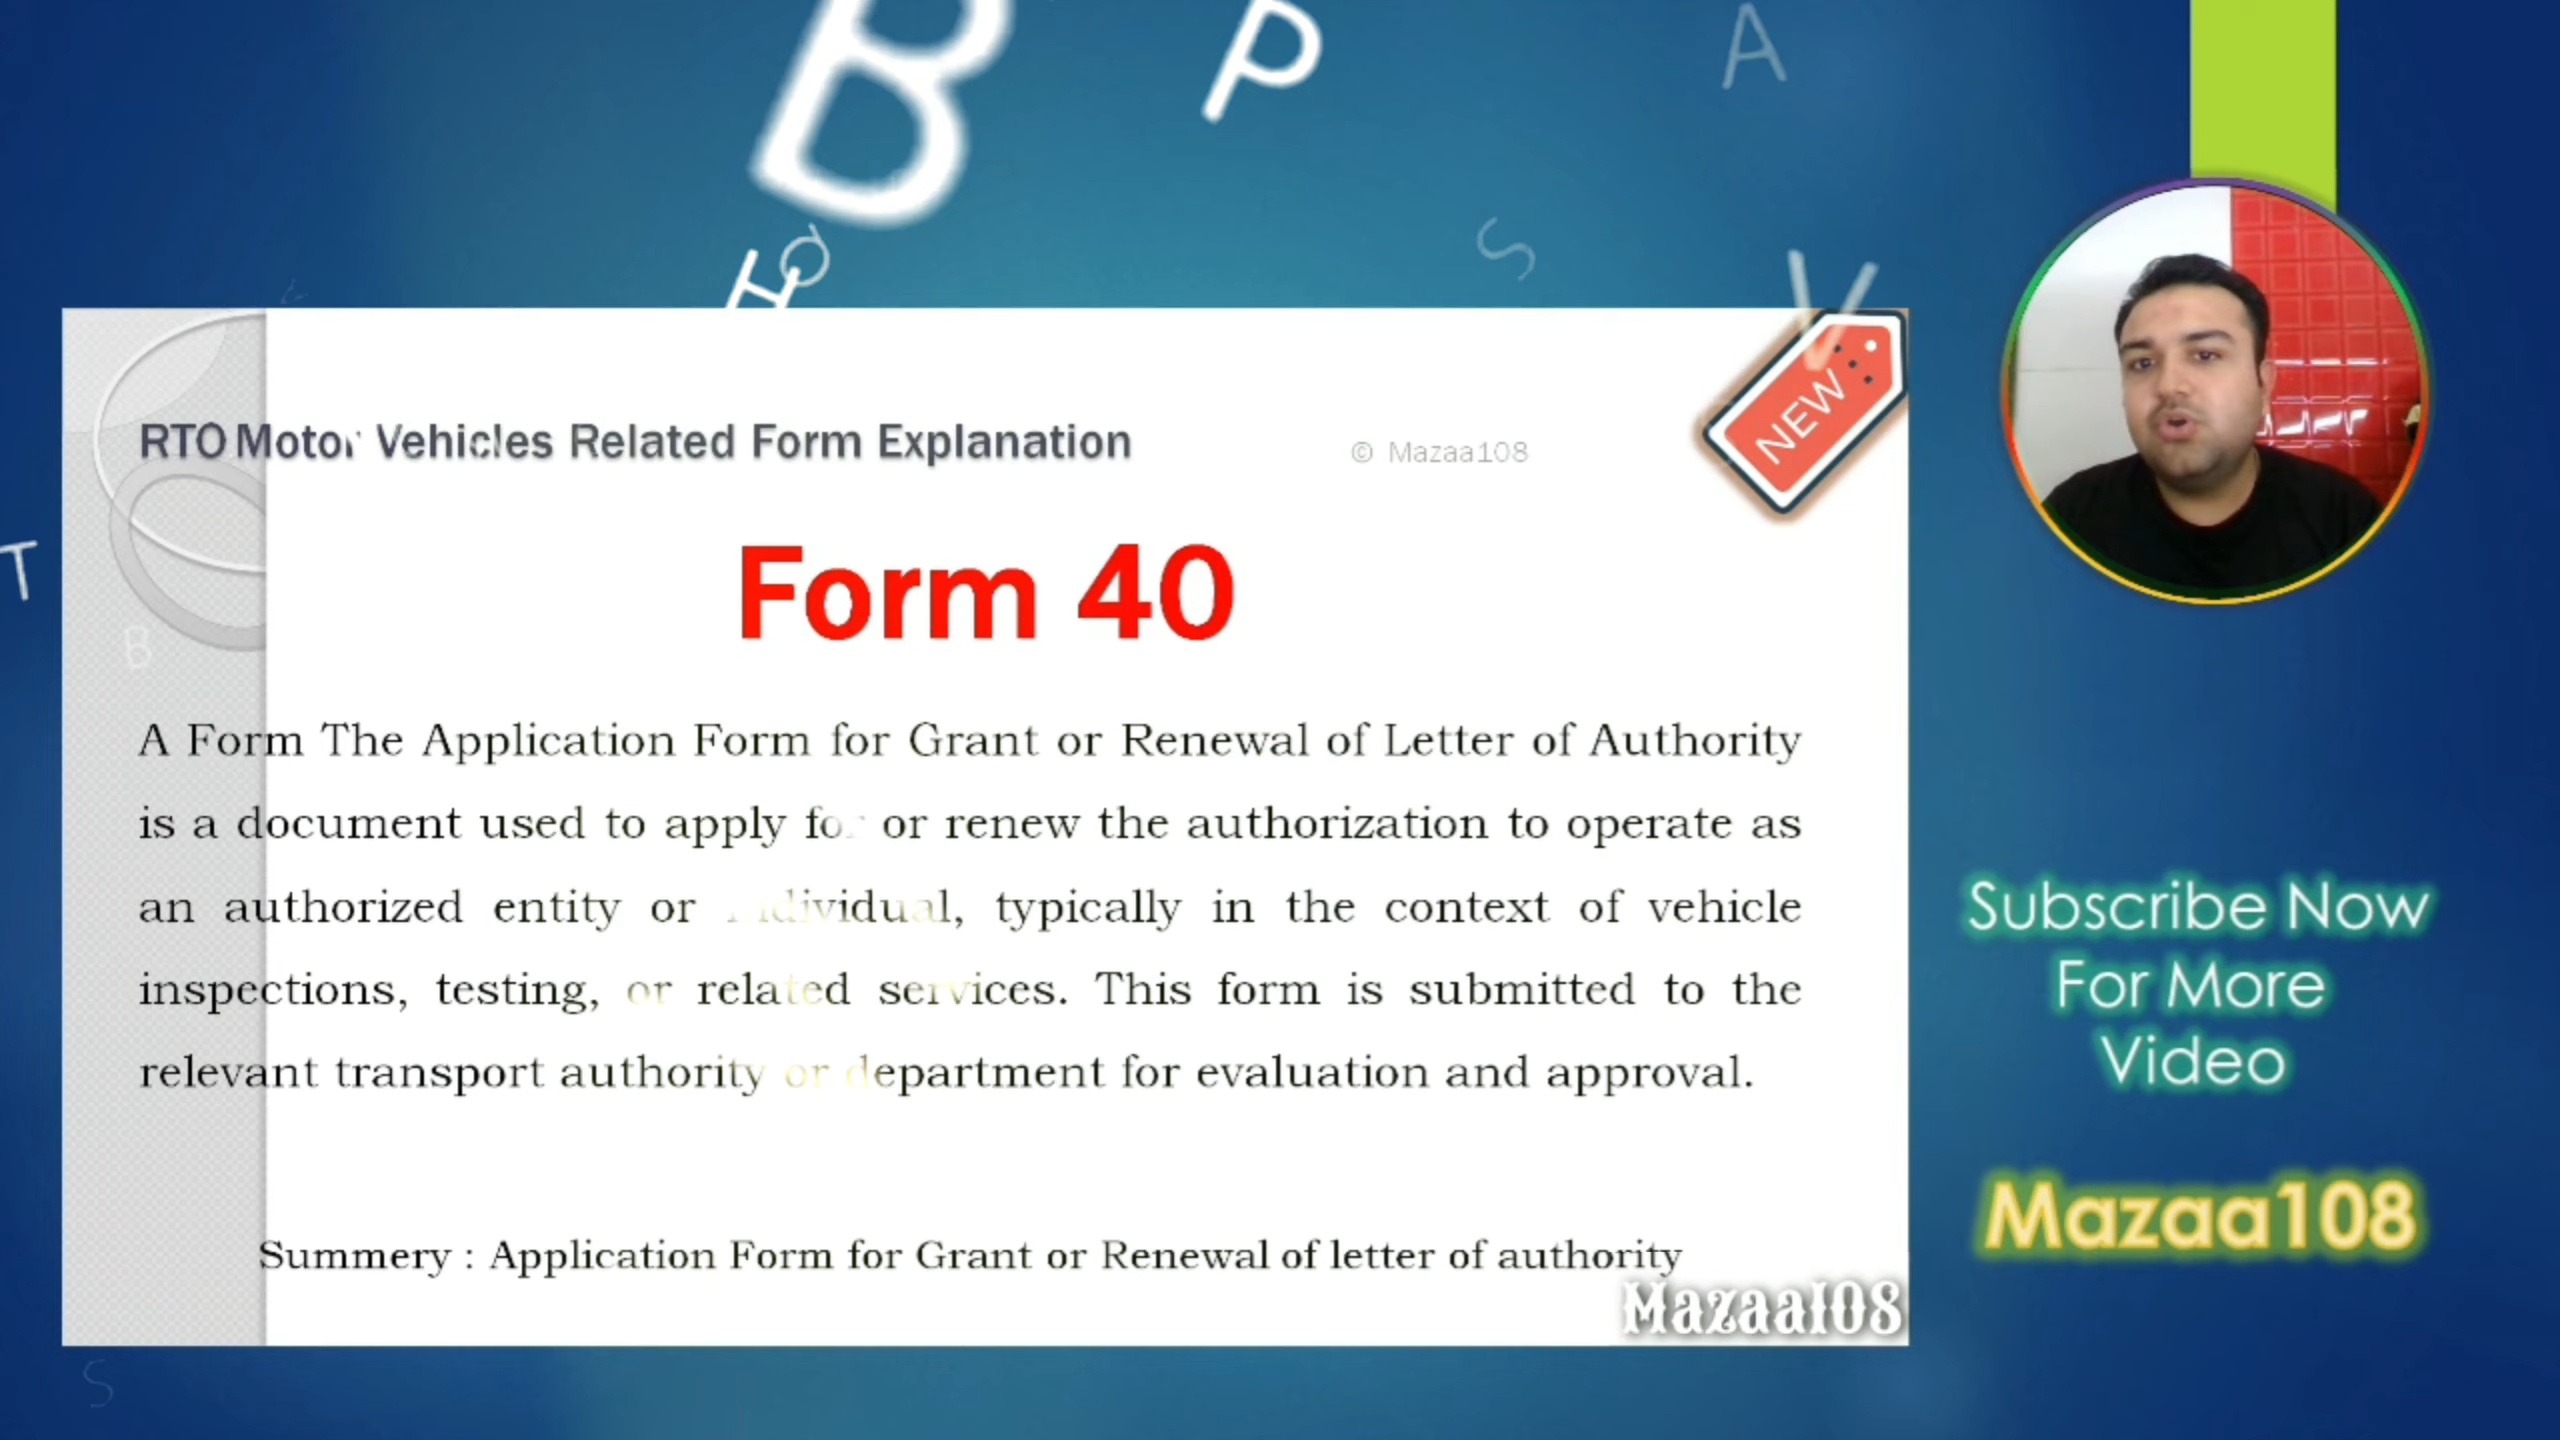 B
P
A
S
V
NEW
RTO Motor Vehicles Related Form Explanation
© Mazaa108
Form 40
T
B
A Form The Application Form for Grant or Renewal of Letter of Authority
is a document used to apply for or renew the authorization to operate as
an authorized entity or individual, typically in the context of vehicle
inspections, testing, or related services. This form is submitted to the
relevant transport authority or department for evaluation and approval.
Summery : Application Form for Grant or Renewal of letter of authority
Mazaa108
Subscribe Now
For More
Video
Mazaa108
S